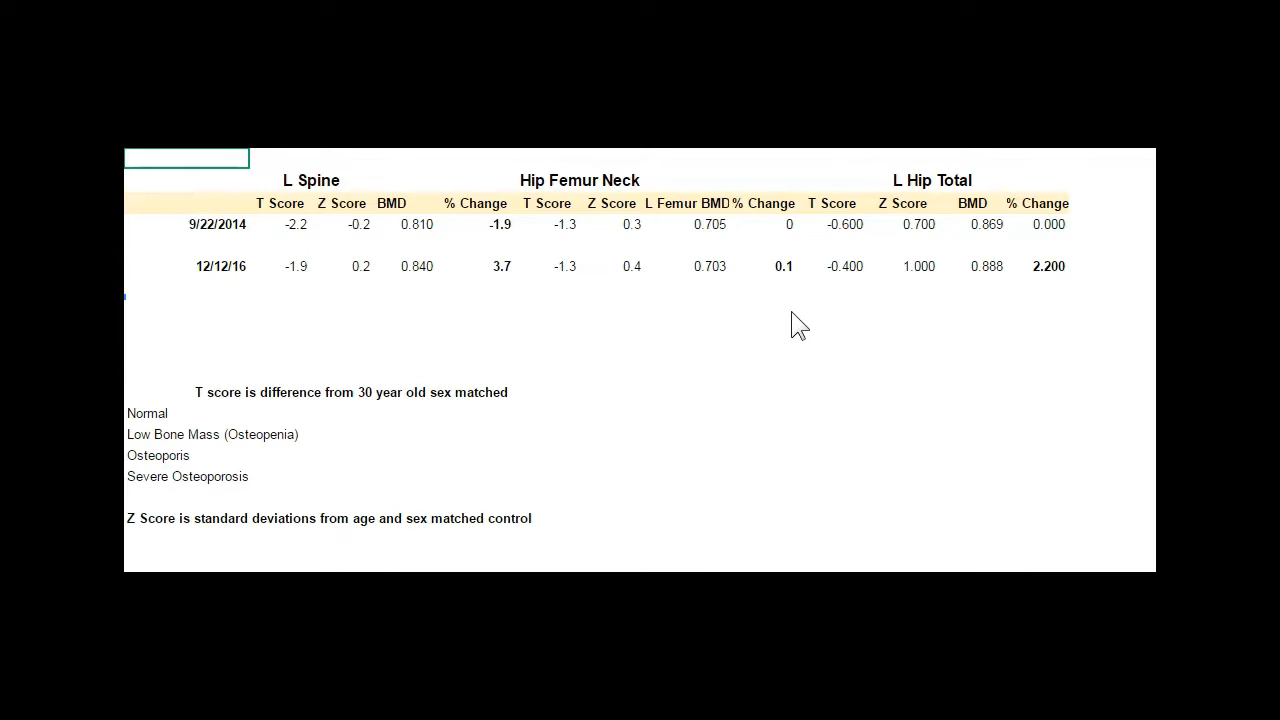 L Spine Hip Femur Neck L Hip Total
T Score Z Score BMD % Change T Score Z Score L Femur BMD % Change T Score Z Score BMD % Change
9/22/2014 -2.2 -0.2 0.810 -1.9 -1.3 0.3 0.705 0 -0.600 0.700 0.869 0.000
12/12/16 -1.9 0.2 0.840 3.7 -1.3 0.4 0.703 0.1 -0.400 1.000 0.888 2.200
T score is difference from 30 year old sex matched
Normal
Low Bone Mass (Osteopenia)
Osteoporis
Severe Osteoporosis
Z Score is standard deviations from age and sex matched control